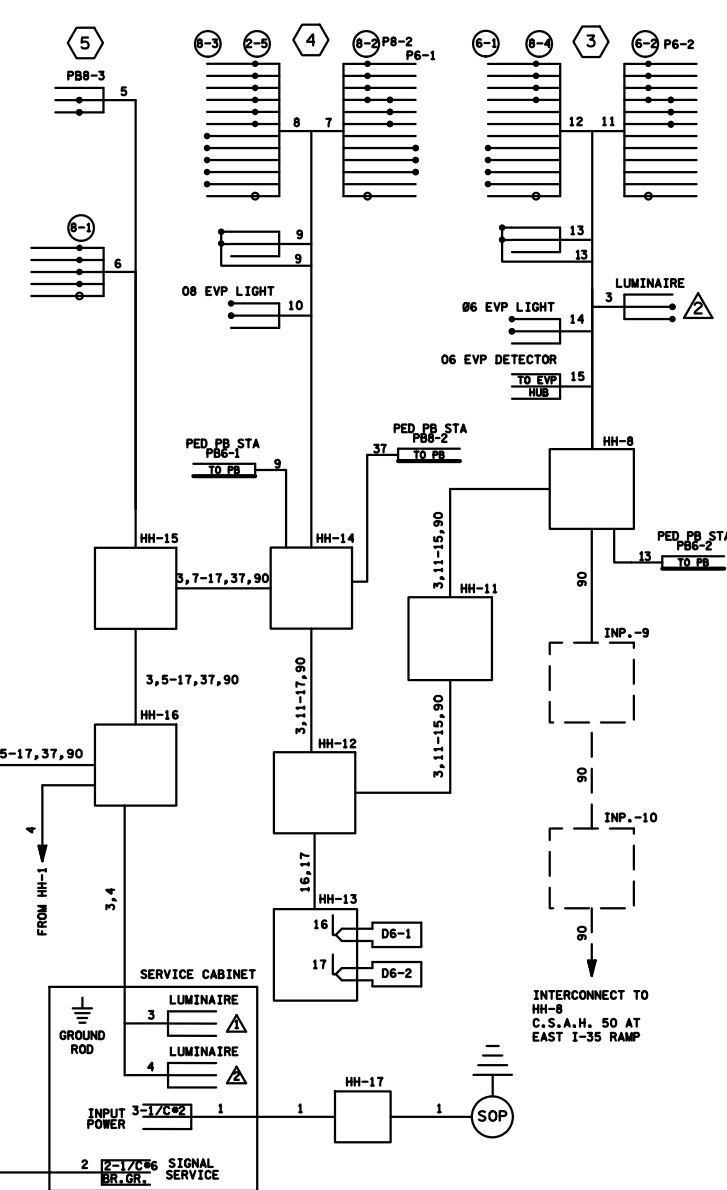 5
8-3
2-5
4
8-2
P8-2
P6-1
6-1
8-4
3
6-2
P6-2
PB8-3
5
8
7
12
11
8-1
6
9
9
13
13
O8 EVP LIGHT
10
LUMINAIRE
3
2
Ø6 EVP LIGHT
14
O6 EVP DETECTOR
TO EVP
HUB
15
PED PB STA
PB6-1
TO PB
9
37
PED PB STA
PB8-2
TO PB
HH-8
PED PB STA
PB6-2
TO PB
13
HH-15
HH-14
3,7-17,37,90
3,11-15,90
HH-11
90
INP.-9
3,5-17,37,90
3,11-17,90
3,11-15,90
HH-16
5-17,37,90
HH-12
90
INP.-10
4
FROM HH-1
3,4
16,17
HH-13
16
D6-1
17
D6-2
90
INTERCONNECT TO
HH-8
C.S.A.H. 50 AT
EAST I-35 RAMP
SERVICE CABINET
GROUND
ROD
LUMINAIRE
3
1
LUMINAIRE
4
2
INPUT
POWER
3-1/C#2
1
1
HH-17
1
SOP
2
2-1/C#6
BR.GR.
SIGNAL
SERVICE